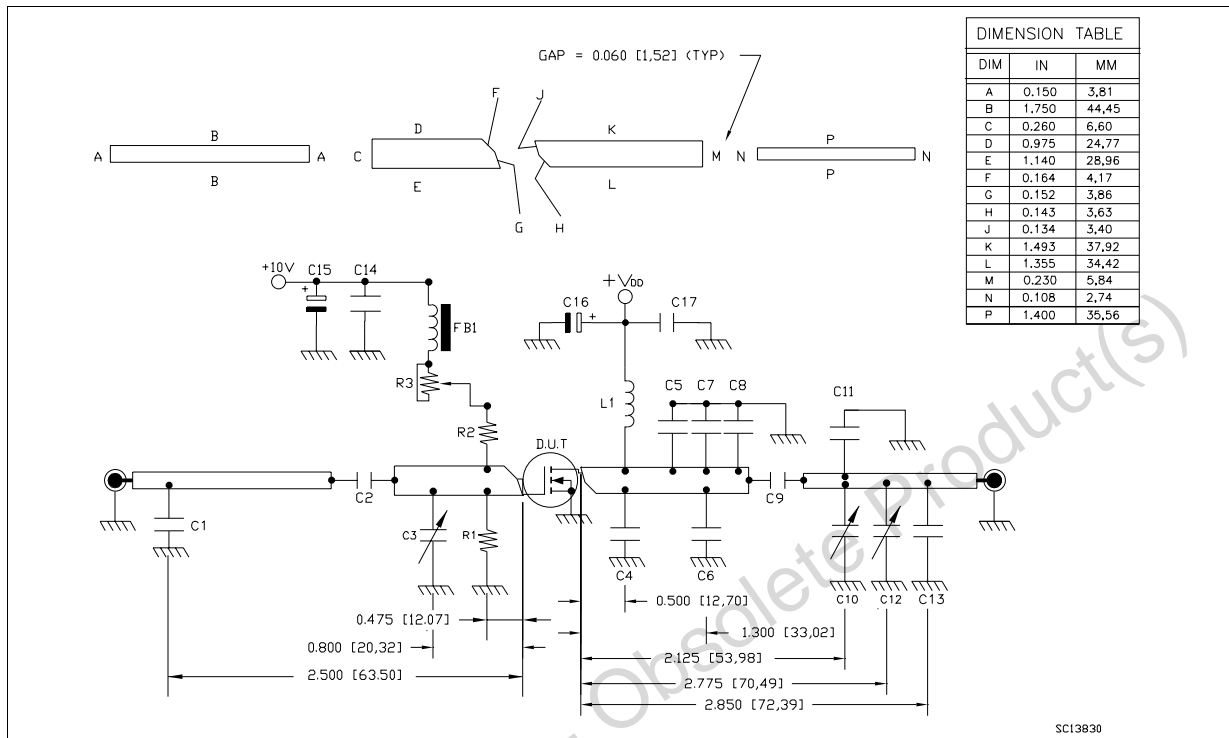 GAP = 0.060 [1,52] (TYP)
F
J
B
D
K
P
A
A
C
M
N
N
B
E
L
P
G
H
DIMENSION TABLE
DIM IN MM
A 0.150 3,81
B 1.750 44,45
C 0.260 6,60
D 0.975 24,77
E 1.140 28,96
F 0.164 4,17
G 0.152 3,86
H 0.143 3,63
J 0.134 3,40
K 1.493 37,92
L 1.355 34,42
M 0.230 5,84
N 0.108 2,74
P 1.400 35,56
+10V
C15
C14
+
FB1
R3
R2
+VDD
C16
+
C17
L1
C5
C7
C8
C11
D.U.T
C1
C2
C3
R1
C4
C6
C9
C10
C12
C13
0.475 [12.07]
0.800 [20,32]
2.500 [63.50]
0.500 [12,70]
1.300 [33,02]
2.125 [53,98]
2.775 [70,49]
2.850 [72,39]
Obsolete Product(s)
SC13830